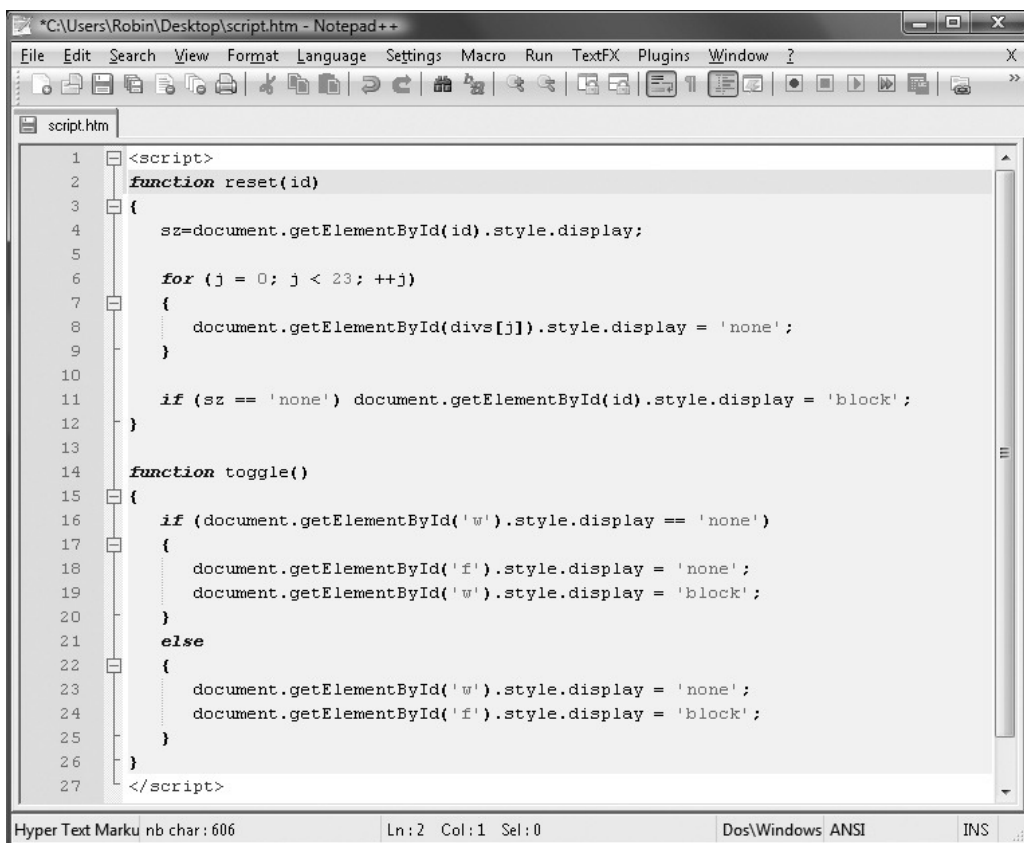 *C:\Users\Robin\Desktop\script.htm - Notepad++
File Edit Search View Format Language Settings Macro Run TextFX Plugins Window ? X
script.htm
1 <script>
2 function reset(id)
3 {
4 sz=document.getElementById(id).style.display;
5
6 for (j = 0; j < 23; ++j)
7 {
8 document.getElementById(divs[j]).style.display = 'none';
9 }
10
11 if (sz == 'none') document.getElementById(id).style.display = 'block';
12 }
13
14 function toggle()
15 {
16 if (document.getElementById('w').style.display == 'none')
17 {
18 document.getElementById('f').style.display = 'none';
19 document.getElementById('w').style.display = 'block';
20 }
21 else
22 {
23 document.getElementById('w').style.display = 'none';
24 document.getElementById('f').style.display = 'block';
25 }
26 }
27 </script>
Hyper Text Marku nb char : 606 Ln : 2 Col : 1 Sel : 0 Dos\Windows ANSI INS